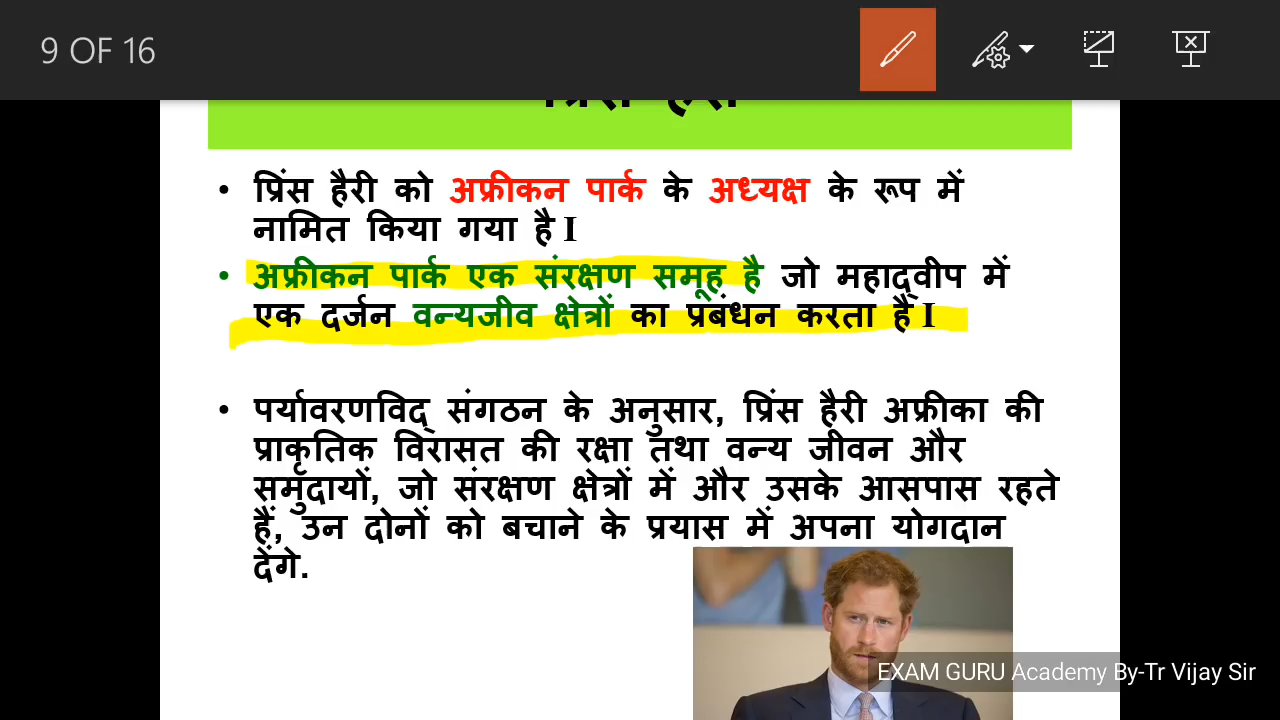 9 OF 16
प्रिंस हैरी
• प्रिंस हैरी को अफ्रीकन पार्क के अध्यक्ष के रूप में
नामित किया गया है I
• अफ्रीकन पार्क एक संरक्षण समूह है जो महाद्वीप में
एक दर्जन वन्यजीव क्षेत्रों का प्रबंधन करता है I
• पर्यावरणविद् संगठन के अनुसार, प्रिंस हैरी अफ्रीका की
प्राकृतिक विरासत की रक्षा तथा वन्य जीवन और
समुदायों, जो संरक्षण क्षेत्रों में और उसके आसपास रहते
हैं, उन दोनों को बचाने के प्रयास में अपना योगदान
देंगे.
EXAM GURU Academy By-Tr Vijay Sir